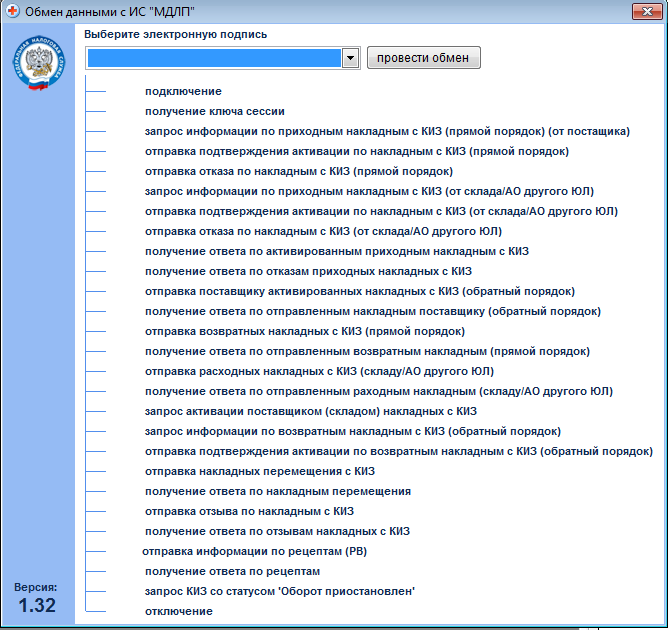 Обмен данными с ИС "МДЛП"
Выберите электронную подпись
провести обмен
подключение
получение ключа сессии
запрос информации по приходным накладным с КИЗ (прямой порядок) (от постащика)
отправка подтверждения активации по накладным с КИЗ (прямой порядок)
отправка отказа по накладным с КИЗ (прямой порядок)
запрос информации по приходным накладным с КИЗ (от склада/АО другого ЮЛ)
отправка подтверждения активации по накладным с КИЗ (от склада/АО другого ЮЛ)
отправка отказа по накладным с КИЗ (от склада/АО другого ЮЛ)
получение ответа по активированным приходным накладным с КИЗ
получение ответа по отказам приходных накладных с КИЗ
отправка поставщику активированных накладных с КИЗ (обратный порядок)
получение ответа по отправленным накладным поставщику (обратный порядок)
отправка возвратных накладных с КИЗ (прямой порядок)
получение ответа по отправленным возвратным накладным (прямой порядок)
отправка расходных накладных с КИЗ (складу/АО другого ЮЛ)
получение ответа по отправленным раходным накладным (складу/АО другого ЮЛ)
запрос активации поставщиком (складом) накладных с КИЗ
запрос информации по возвратным накладным с КИЗ (обратный порядок)
отправка подтверждения активации по возвратным накладным с КИЗ (обратный порядок)
отправка накладных перемещения с КИЗ
получение ответа по накладным перемещения
отправка отзыва по накладным с КИЗ
получение ответа по отзывам накладных с КИЗ
отправка информации по рецептам (РВ)
получение ответа по рецептам
запрос КИЗ со статусом 'Оборот приостановлен'
отключение
Версия:
1.32